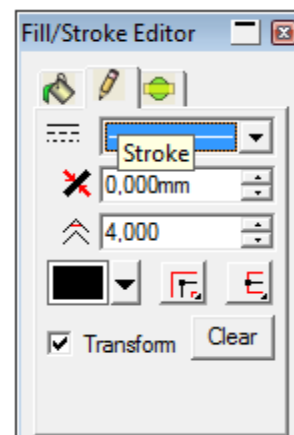 Fill/Stroke Editor
Stroke
0,000mm
4,000
Transform
Clear